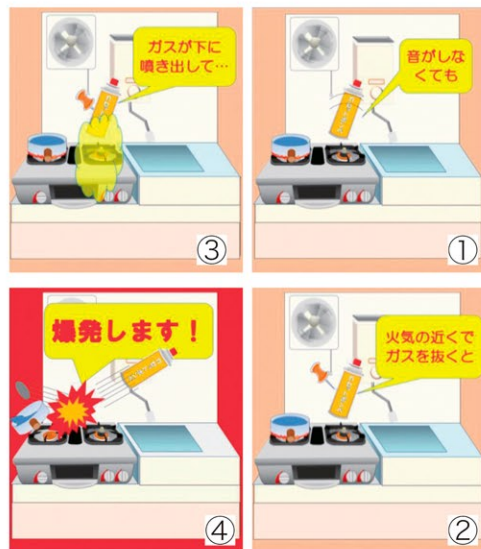 音がしな
くても
①
火気の近くで
ガスを抜くと
②
ガスが下に
噴き出して…
③
爆発します！
④